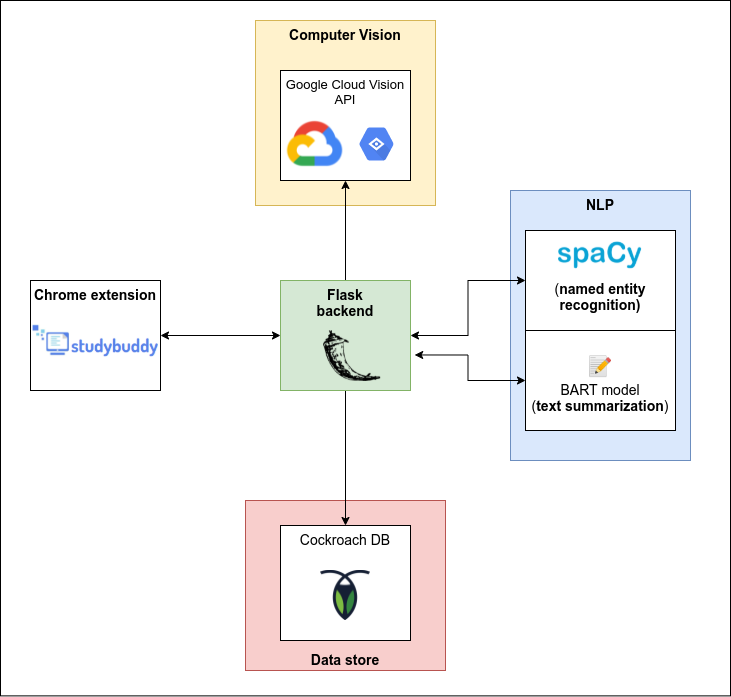 Computer Vision
Google Cloud Vision
API
NLP
spaCy
(named entity
recognition)
Chrome extension
studybuddy
Flask
backend
BART model
(text summarization)
Cockroach DB
Data store